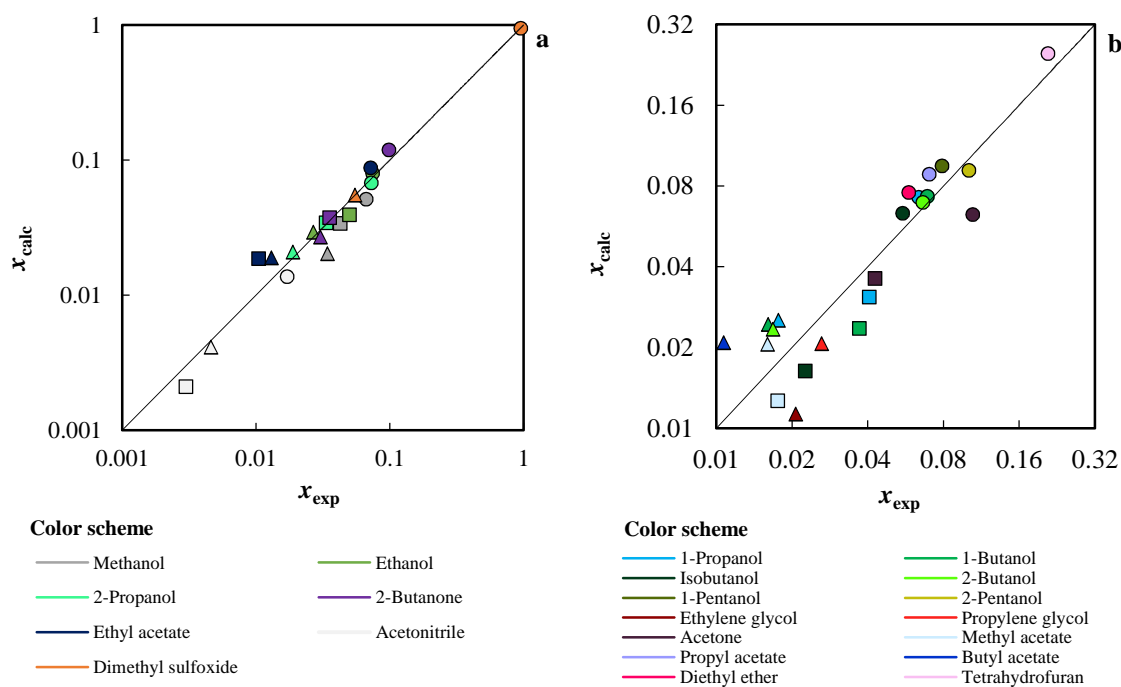 a
1
0.1
0.01
0.001
x calc
0.001 0.01 0.1 1
x exp
Color scheme
Methanol Ethanol
2-Propanol 2-Butanone
Ethyl acetate Acetonitrile
Dimethyl sulfoxide
b
0.32
0.16
0.08
0.04
0.02
0.01
x calc
0.01 0.02 0.04 0.08 0.16 0.32
x exp
Color scheme
1-Propanol 1-Butanol
Isobutanol 2-Butanol
1-Pentanol 2-Pentanol
Ethylene glycol Propylene glycol
Acetone Methyl acetate
Propyl acetate Butyl acetate
Diethyl ether Tetrahydrofuran